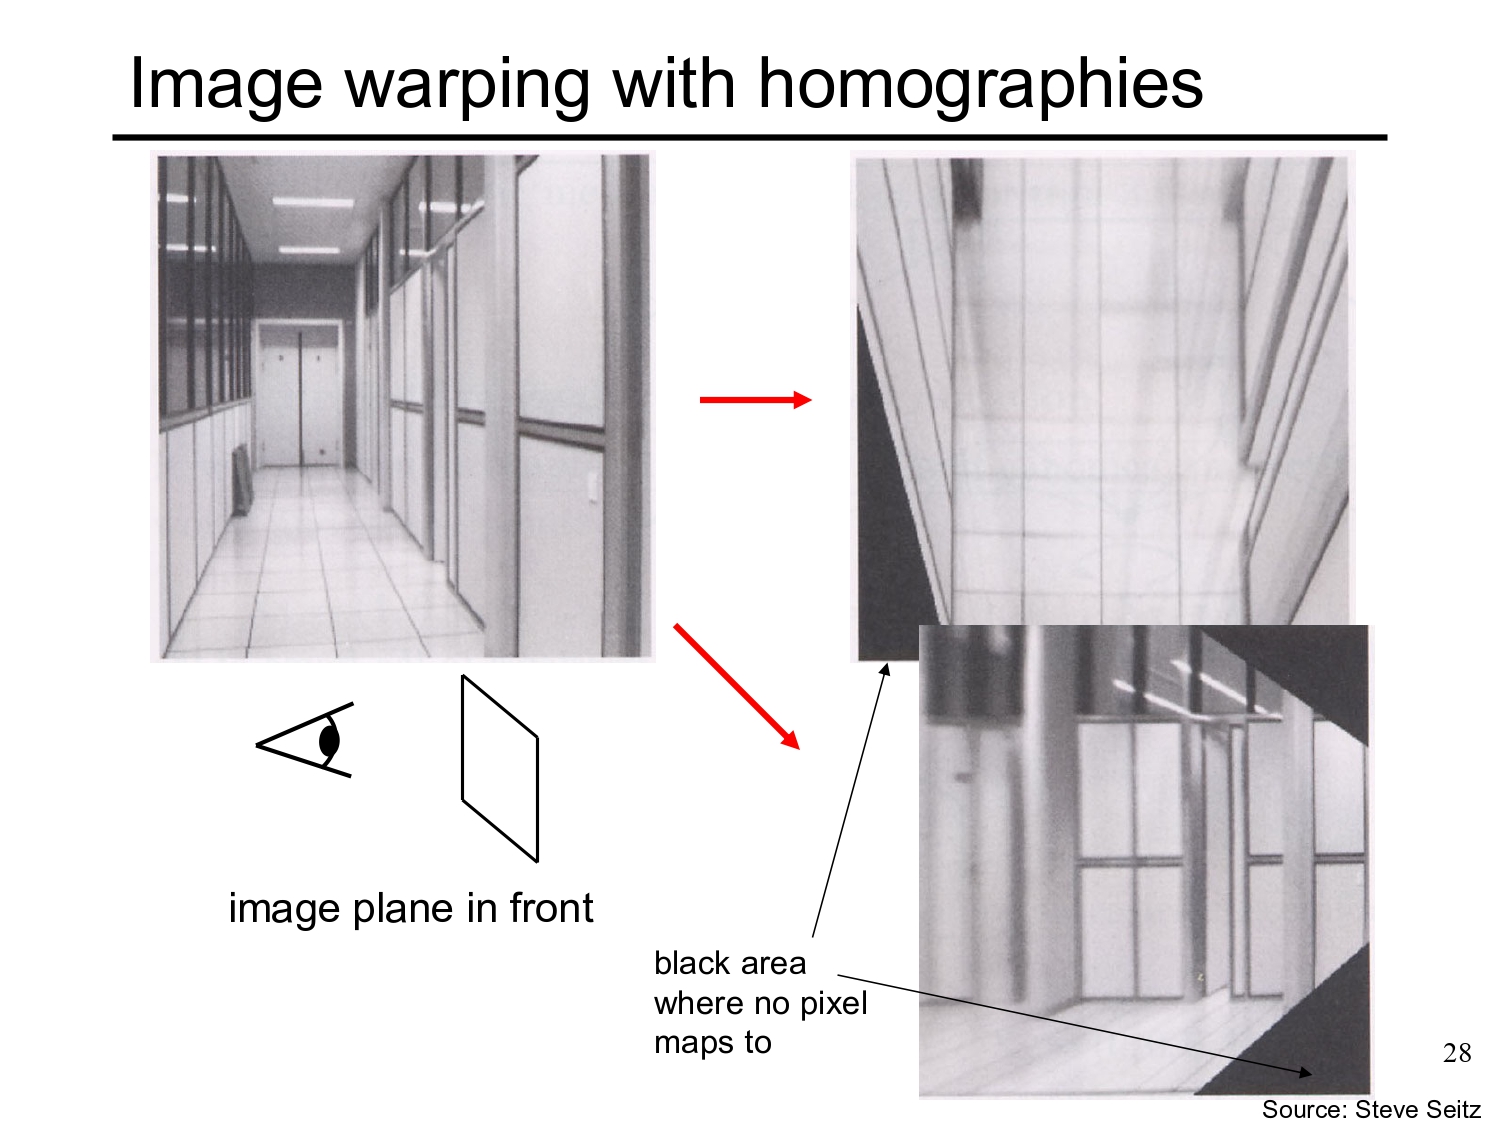 Image warping with homographies
image plane in front
black area
where no pixel
maps to
28
Source: Steve Seitz